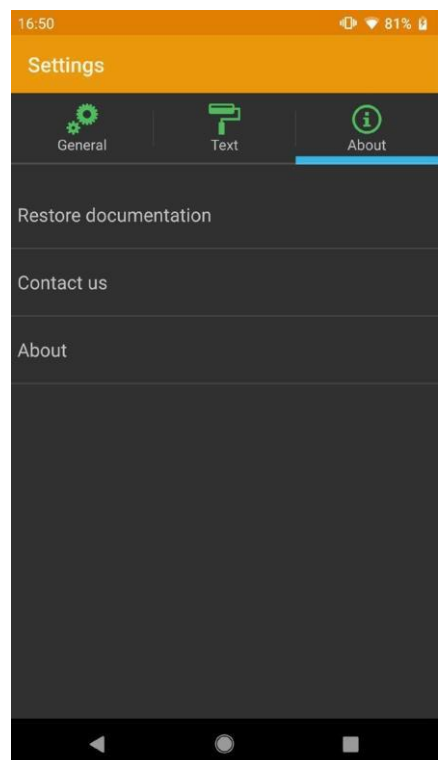 16:50 81%
Settings
General Text About
Restore documentation
Contact us
About